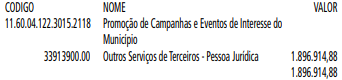 CODIGO NOME VALOR
11.60.04.122.3015.2118 Promoção de Campanhas e Eventos de Interesse do
Município
33913900.00 Outros Serviços de Terceiros - Pessoa Jurídica 1.896.914,88
1.896.914,88